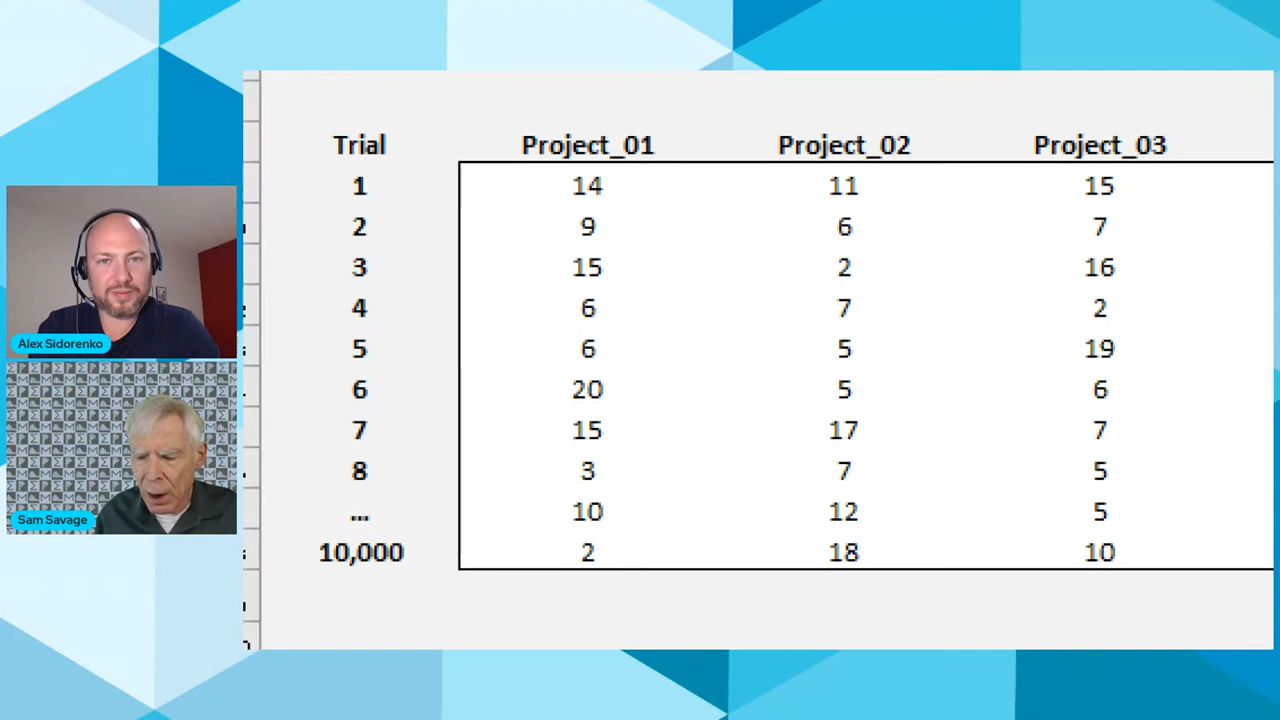 Trial Project_01 Project_02 Project_03
1 14 11 15
2 9 6 7
3 15 2 16
4 6 7 2
5 6 5 19
6 20 5 6
7 15 17 7
8 3 7 5
... 10 12 5
10,000 2 18 10
Alex Sidorenko
Sam Savage